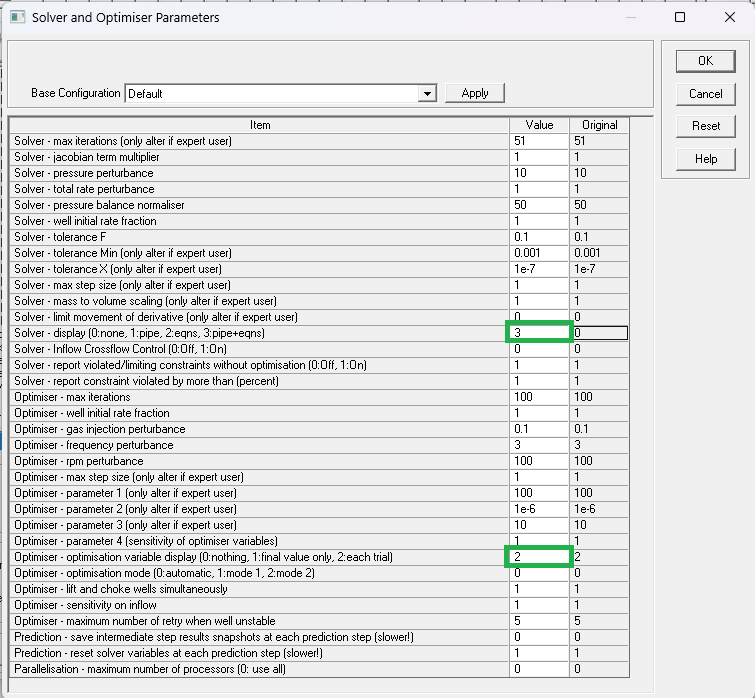 Solver and Optimiser Parameters
Base Configuration Default Apply
OK
Cancel
Reset
Help
Item Value Original
Solver - max iterations (only alter if expert user) 51 51
Solver - jacobian term multiplier 1 1
Solver - pressure perturbance 10 10
Solver - total rate perturbance 1 1
Solver - pressure balance normaliser 50 50
Solver - well initial rate fraction 1 1
Solver - tolerance F 0.1 0.1
Solver - tolerance Min (only alter if expert user) 0.001 0.001
Solver - tolerance X (only alter if expert user) 1e-7 1e-7
Solver - max step size (only alter if expert user) 1 1
Solver - mass to volume scaling (only alter if expert user) 1 1
Solver - limit movement of derivative (only alter if expert user) 0 0
Solver - display (0:none, 1:pipe, 2:eqns, 3:pipe+eqns) 3 0
Solver - Inflow Crossflow Control (0:Off, 1:On) 0 0
Solver - report violated/limiting constraints without optimisation (0:Off, 1:On) 1 1
Solver - report constraint violated by more than (percent) 1 1
Optimiser - max iterations 100 100
Optimiser - well initial rate fraction 1 1
Optimiser - gas injection perturbance 0.1 0.1
Optimiser - frequency perturbance 3 3
Optimiser - rpm perturbance 100 100
Optimiser - max step size (only alter if expert user) 1 1
Optimiser - parameter 1 (only alter if expert user) 100 100
Optimiser - parameter 2 (only alter if expert user) 1e-6 1e-6
Optimiser - parameter 3 (only alter if expert user) 10 10
Optimiser - parameter 4 (sensitivity of optimiser variables) 1 1
Optimiser - optimisation variable display (0:nothing, 1:final value only, 2:each trial) 2 2
Optimiser - optimisation mode (0:automatic, 1:mode 1, 2:mode 2) 0 0
Optimiser - lift and choke wells simultaneously 1 1
Optimiser - sensitivity on inflow 1 1
Optimiser - maximum number of retry when well unstable 5 5
Prediction - save intermediate step results snapshots at each prediction step (slower!) 0 0
Prediction - reset solver variables at each prediction step (slower!) 1 1
Parallelisation - maximum number of processors (0: use all) 0 0